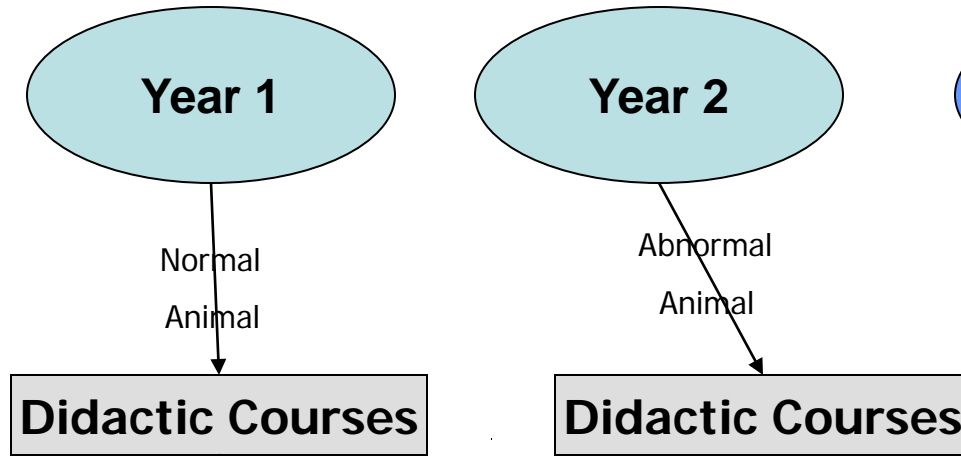 Year 1
Year 2
Normal
Animal
Abnormal
Animal
Didactic Courses
Didactic Courses